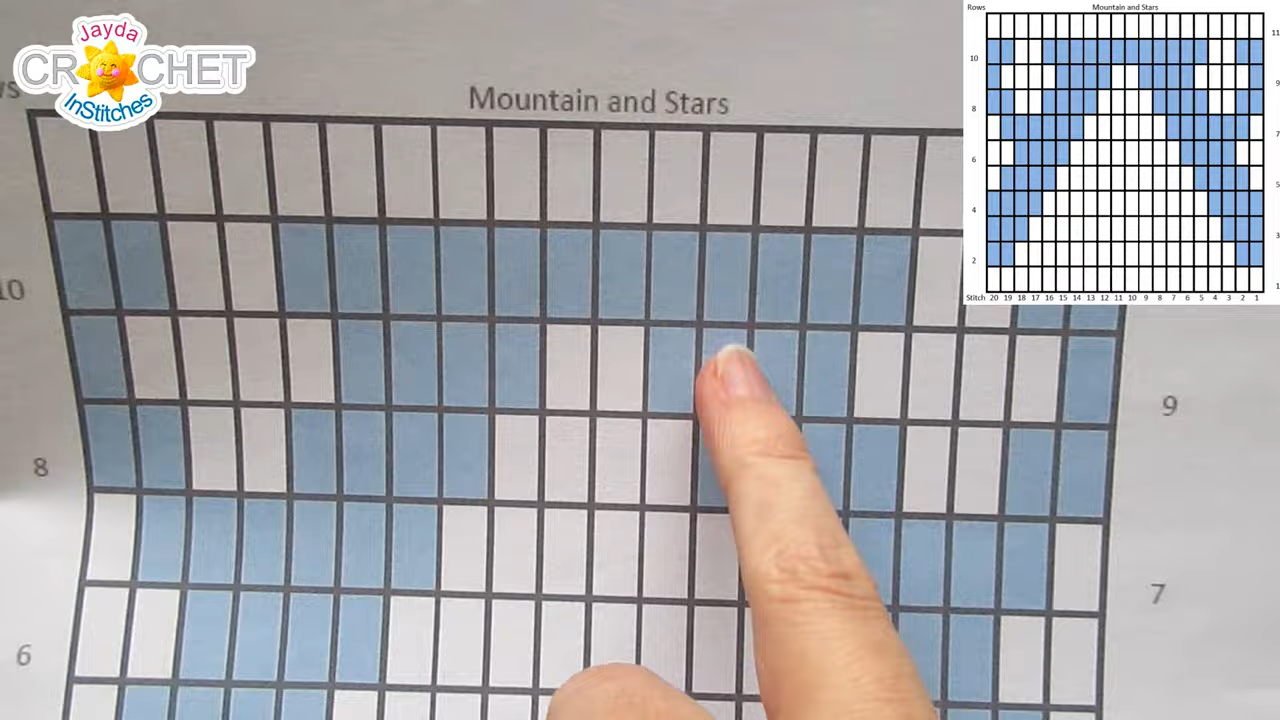 Jayda
CROCHET
InStitches
Mountain and Stars
10
9
8
7
6
Rows
Mountain and Stars
11
10
9
8
7
6
5
4
3
2
1
Stitch 20 19 18 17 16 15 14 13 12 11 10 9 8 7 6 5 4 3 2 1